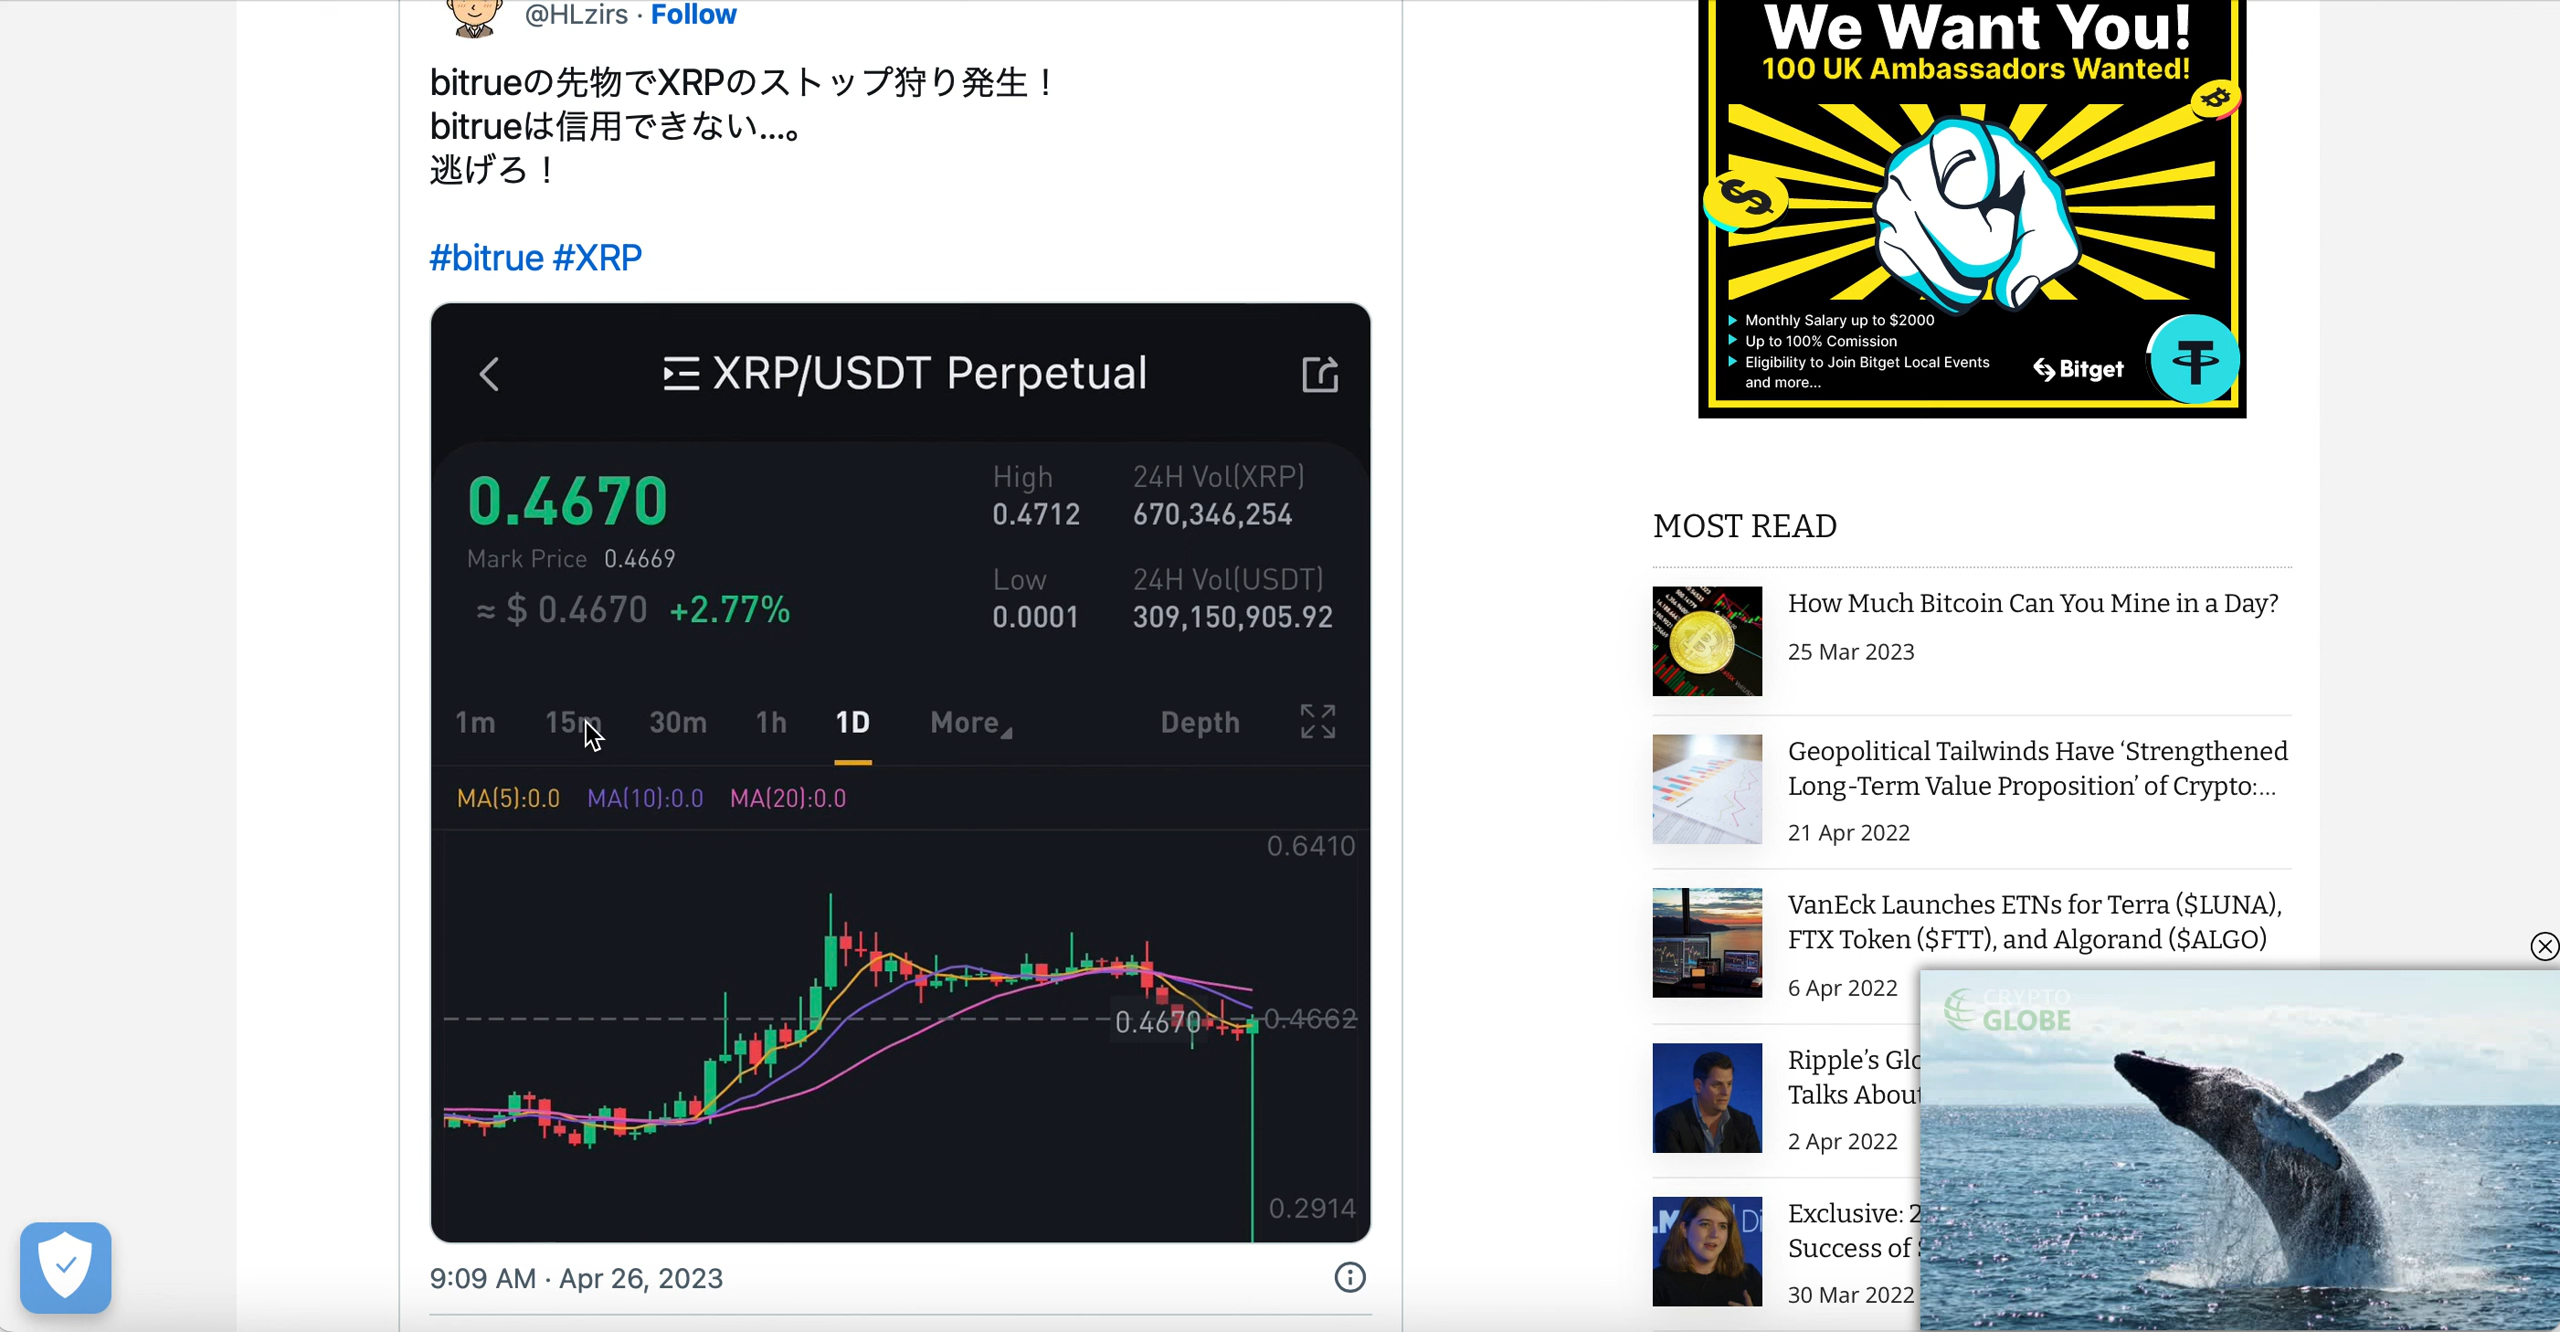 @HLzirs · Follow
bitrueの先物でXRPのストップ狩り発生！
bitrueは信用できない...。
逃げろ！
#bitrue #XRP
XRP/USDT Perpetual
0.4670
Mark Price 0.4669
≈ $ 0.4670 +2.77%
High
0.4712
24H Vol(XRP)
670,346,254
Low
0.0001
24H Vol(USDT)
309,150,905.92
1m 15m 30m 1h 1D More Depth
MA(5):0.0 MA(10):0.0 MA(20):0.0
0.6410
0.4670
0.4662
0.2914
9:09 AM · Apr 26, 2023
We Want You!
100 UK Ambassadors Wanted!
Monthly Salary up to $2000
Up to 100% Comission
Eligibility to Join Bitget Local Events
and more...
Bitget
MOST READ
How Much Bitcoin Can You Mine in a Day?
25 Mar 2023
Geopolitical Tailwinds Have ‘Strengthened
Long-Term Value Proposition’ of Crypto:...
21 Apr 2022
VanEck Launches ETNs for Terra ($LUNA),
FTX Token ($FTT), and Algorand ($ALGO)
6 Apr 2022
Ripple’s
Talks
2 Apr 2022
Exclusive:
Success of
30 Mar 2022
CRYPTO
GLOBE